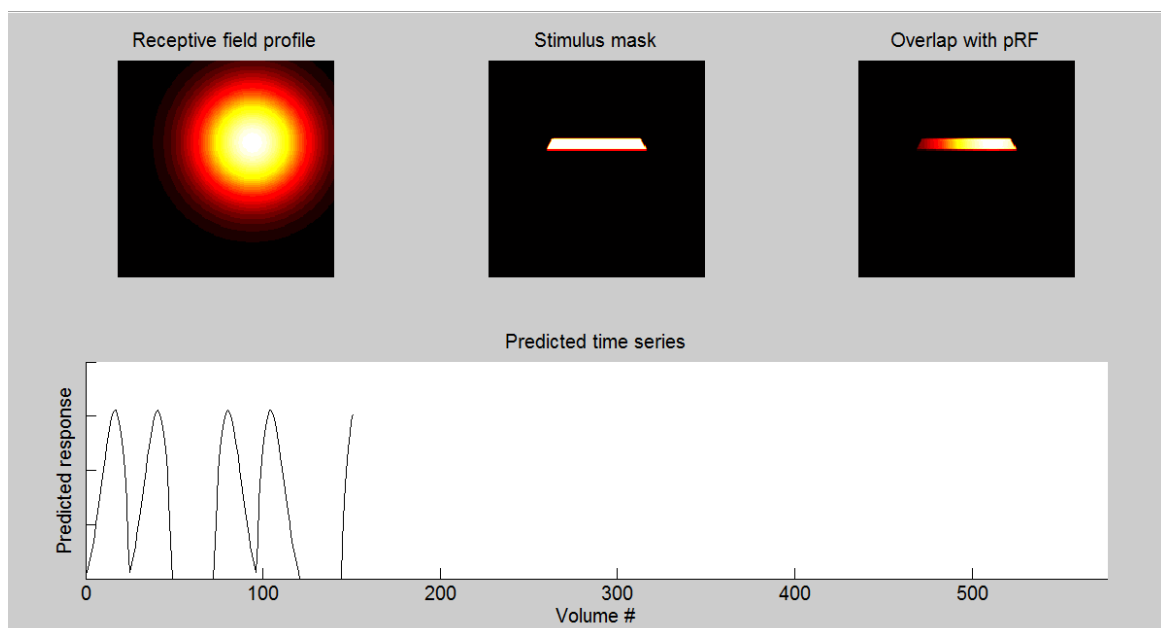 Receptive field profile
Stimulus mask
Overlap with pRF
Predicted time series
Predicted response
0 100 200 300 400 500
Volume #